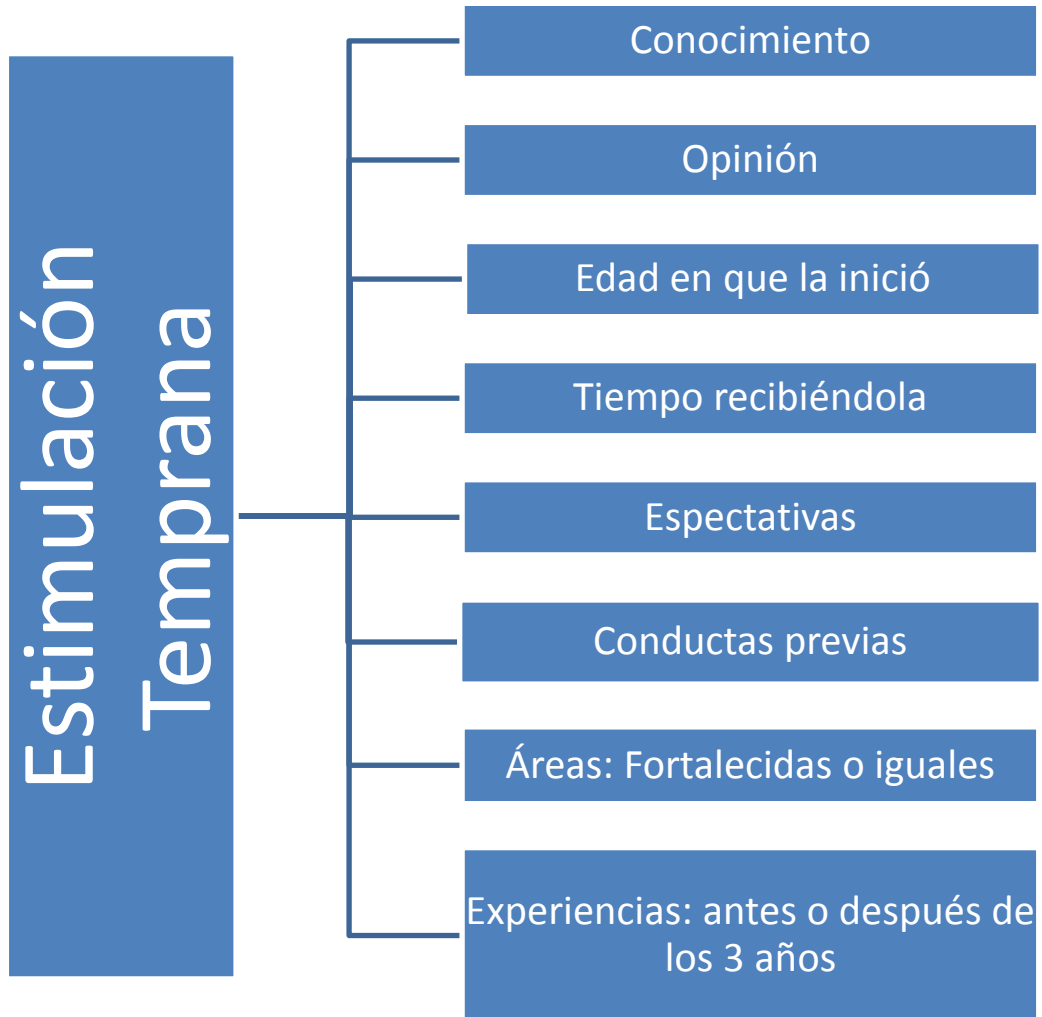 Estimulación
Temprana
Conocimiento
Opinión
Edad en que la inició
Tiempo recibiéndola
Espectativas
Conductas previas
Áreas: Fortalecidas o iguales
Experiencias: antes o después de
los 3 años